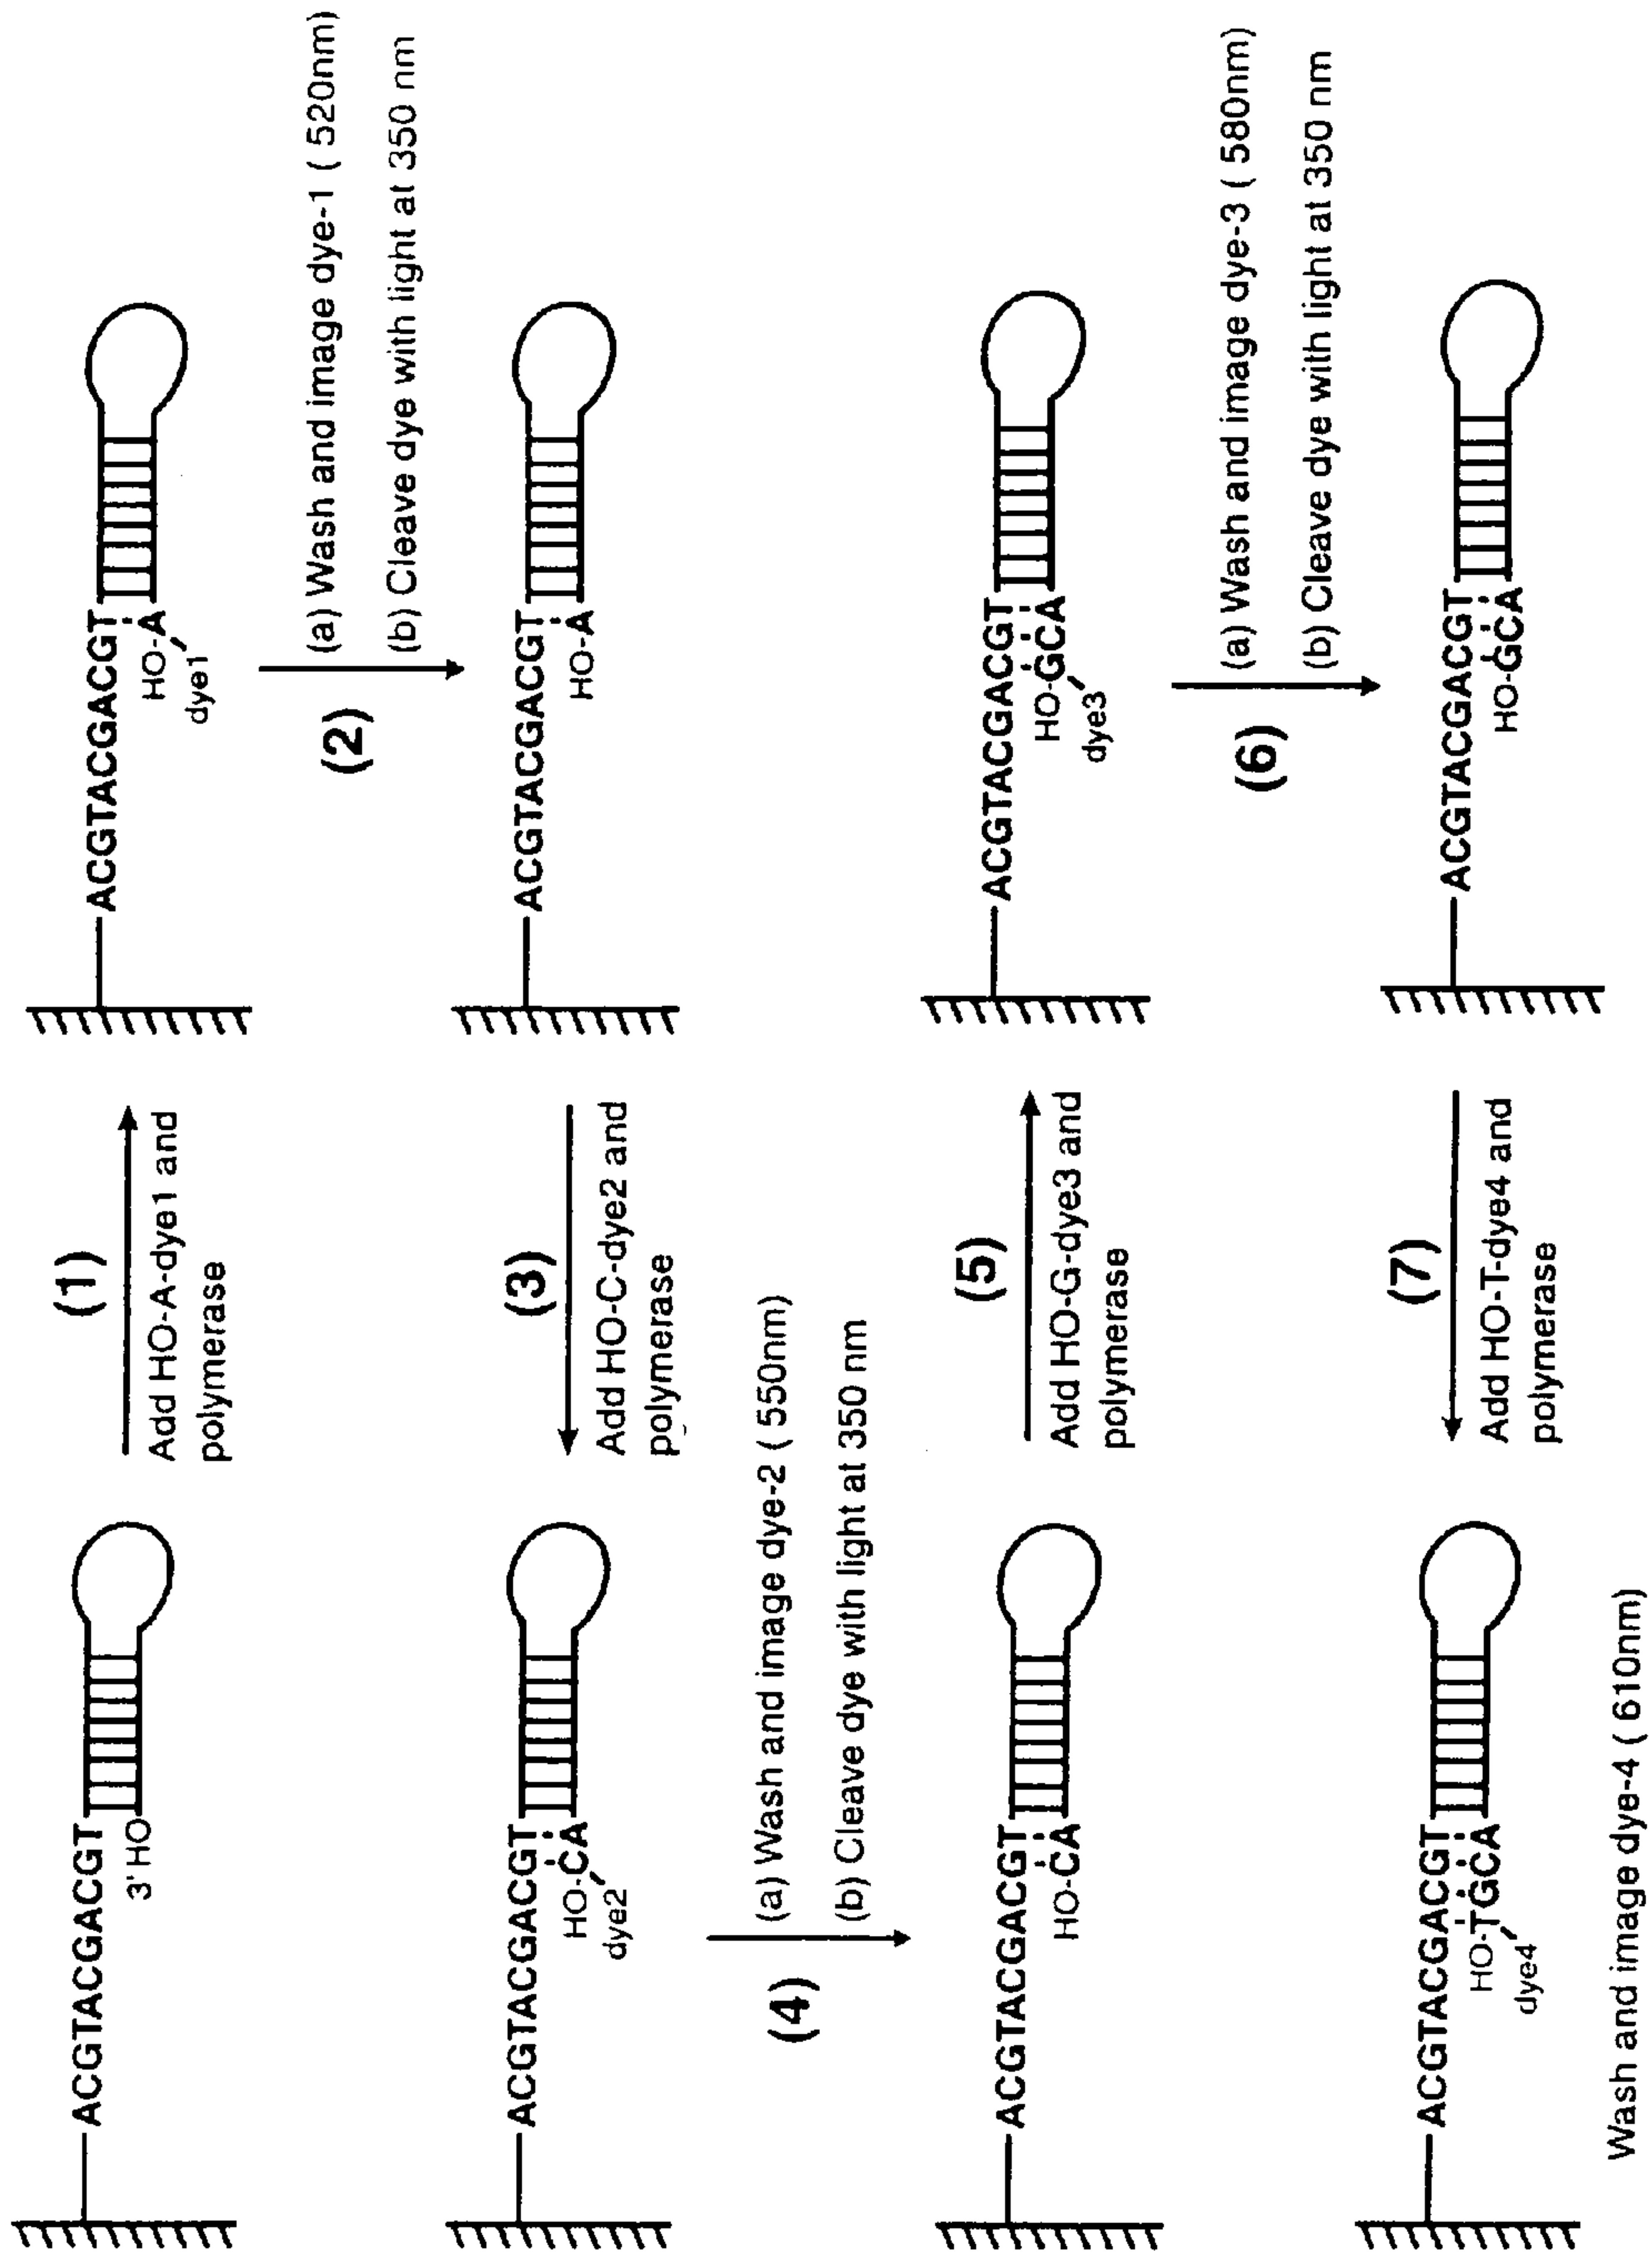 ACGTACGACGT
3' HO
(1)
Add HO-A-dye1 and
polymerase
ACGTACGACGT
HO-A
dye1
(2)
(a) Wash and image dye-1 ( 520nm)
(b) Cleave dye with light at 350 nm
ACGTACGACGT
HO-A
(3)
Add HO-C-dye2 and
polymerase
ACGTACGACGT
HO-CA
dye2
(4)
(a) Wash and image dye-2 ( 550nm)
(b) Cleave dye with light at 350 nm
ACGTACGACGT
HO-CA
(5)
Add HO-G-dye3 and
polymerase
ACGTACGACGT
HO-GCA
dye3
(6)
(a) Wash and image dye-3 ( 580nm)
(b) Cleave dye with light at 350 nm
ACGTACGACGT
HO-GCA
(7)
Add HO-T-dye4 and
polymerase
ACGTACGACGT
HO-TGCA
dye4
Wash and image dye-4 ( 610nm)